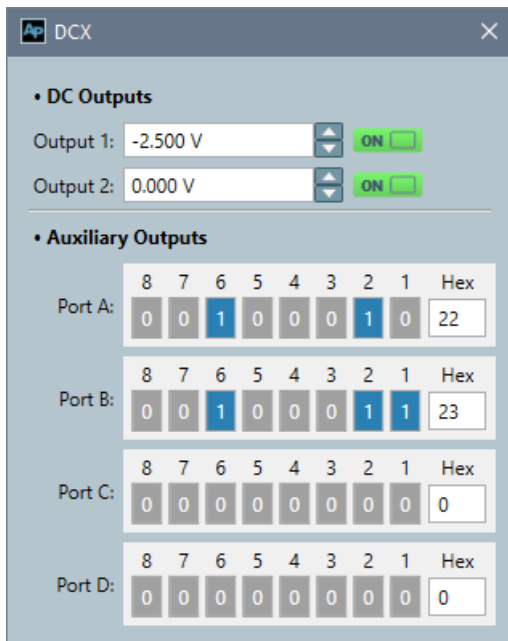 Ap DCX
• DC Outputs
Output 1: -2.500 V ON
Output 2: 0.000 V ON
• Auxiliary Outputs
8 7 6 5 4 3 2 1 Hex
Port A: 0 0 1 0 0 0 1 0 22
8 7 6 5 4 3 2 1 Hex
Port B: 0 0 1 0 0 0 1 1 23
8 7 6 5 4 3 2 1 Hex
Port C: 0 0 0 0 0 0 0 0 0
8 7 6 5 4 3 2 1 Hex
Port D: 0 0 0 0 0 0 0 0 0